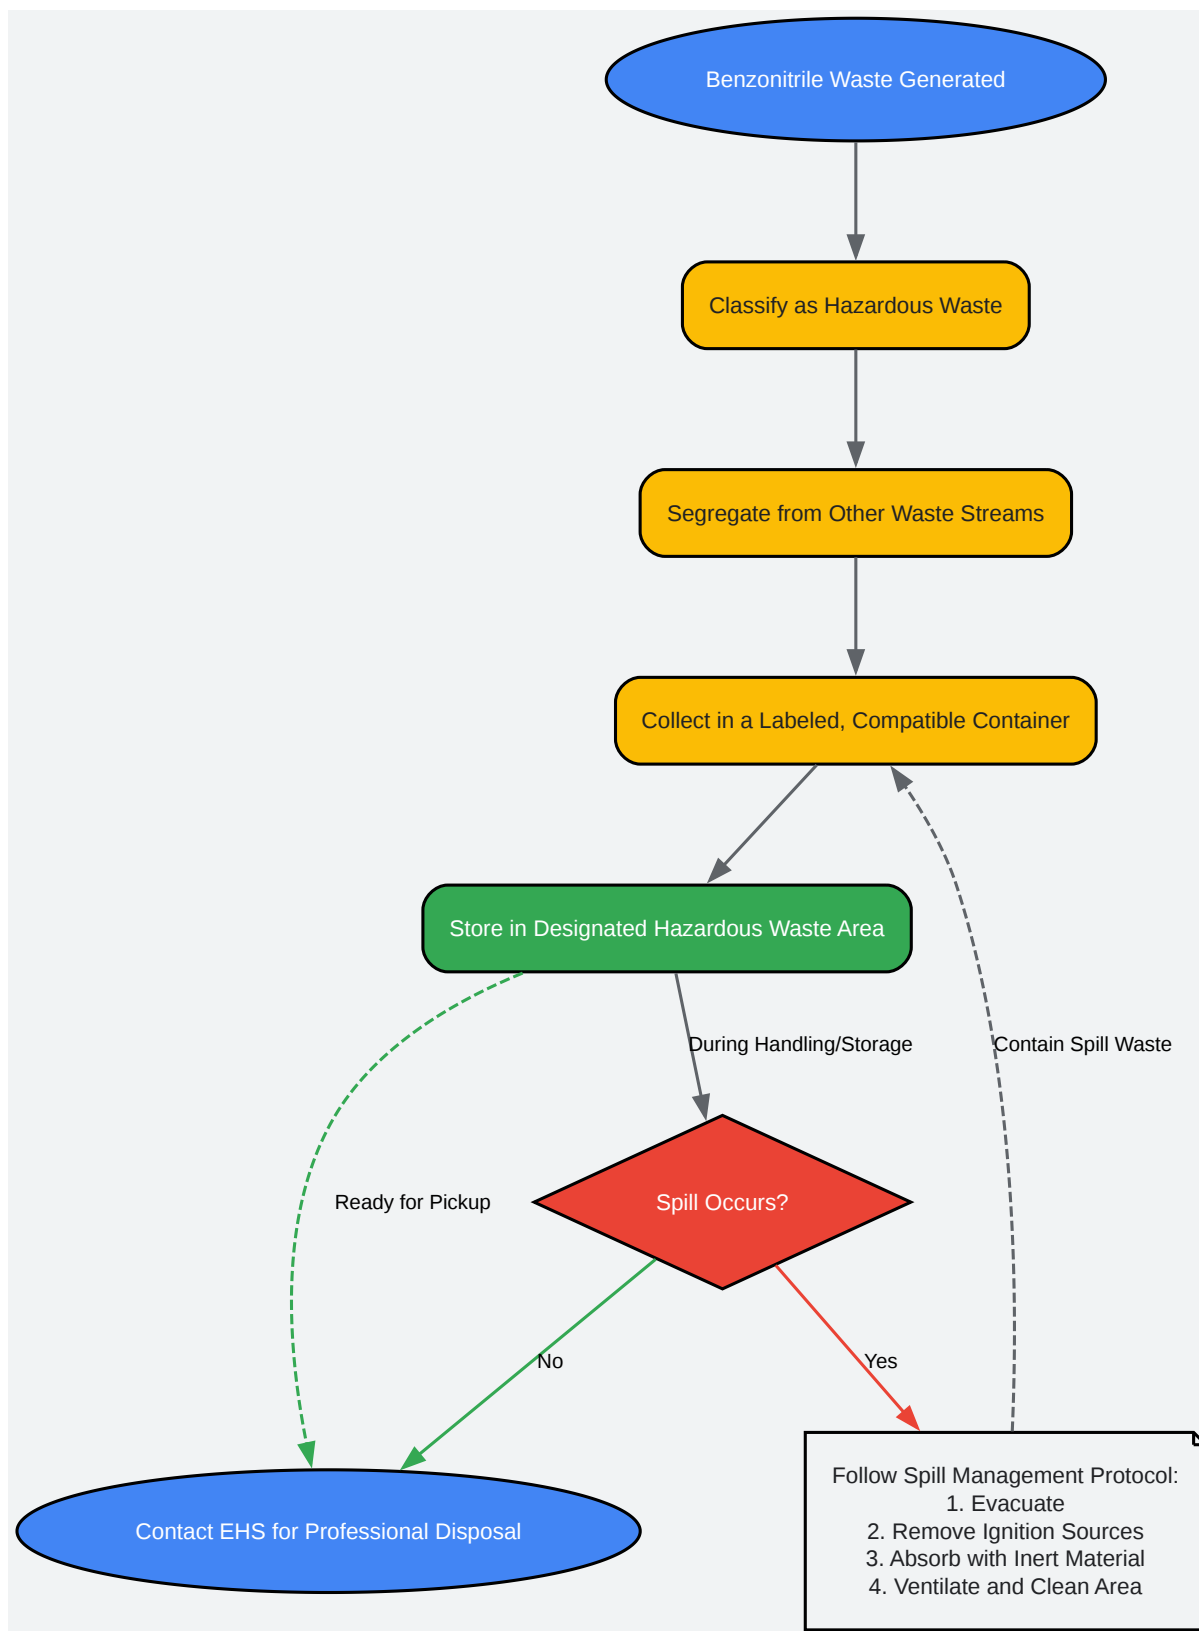 Benzonitrile Waste Generated
Classify as Hazardous Waste
Segregate from Other Waste Streams
Collect in a Labeled, Compatible Container
Store in Designated Hazardous Waste Area
During Handling/Storage
Contain Spill Waste
Ready for Pickup
Spill Occurs?
No
Yes
Contact EHS for Professional Disposal
Follow Spill Management Protocol:
1. Evacuate
2. Remove Ignition Sources
3. Absorb with Inert Material
4. Ventilate and Clean Area